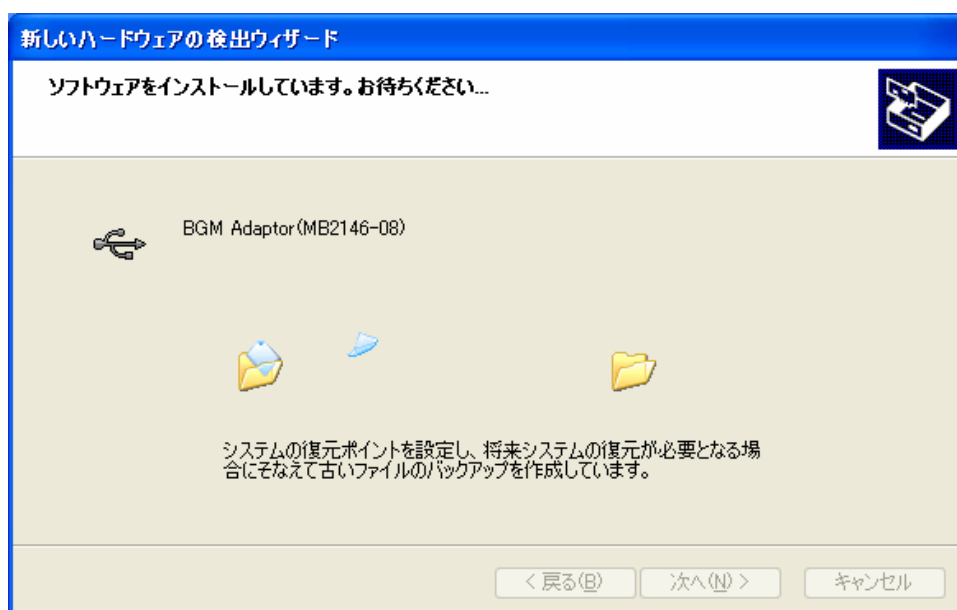 新しいハードウェアの検出ウィザード
ソフトウェアをインストールしています。お待ちください...
BGM Adaptor(MB2146-08)
システムの復元ポイントを設定し、将来システムの復元が必要となる場
合にそなえて古いファイルのバックアップを作成しています。
< 戻る(B) 次へ(N) > キャンセル